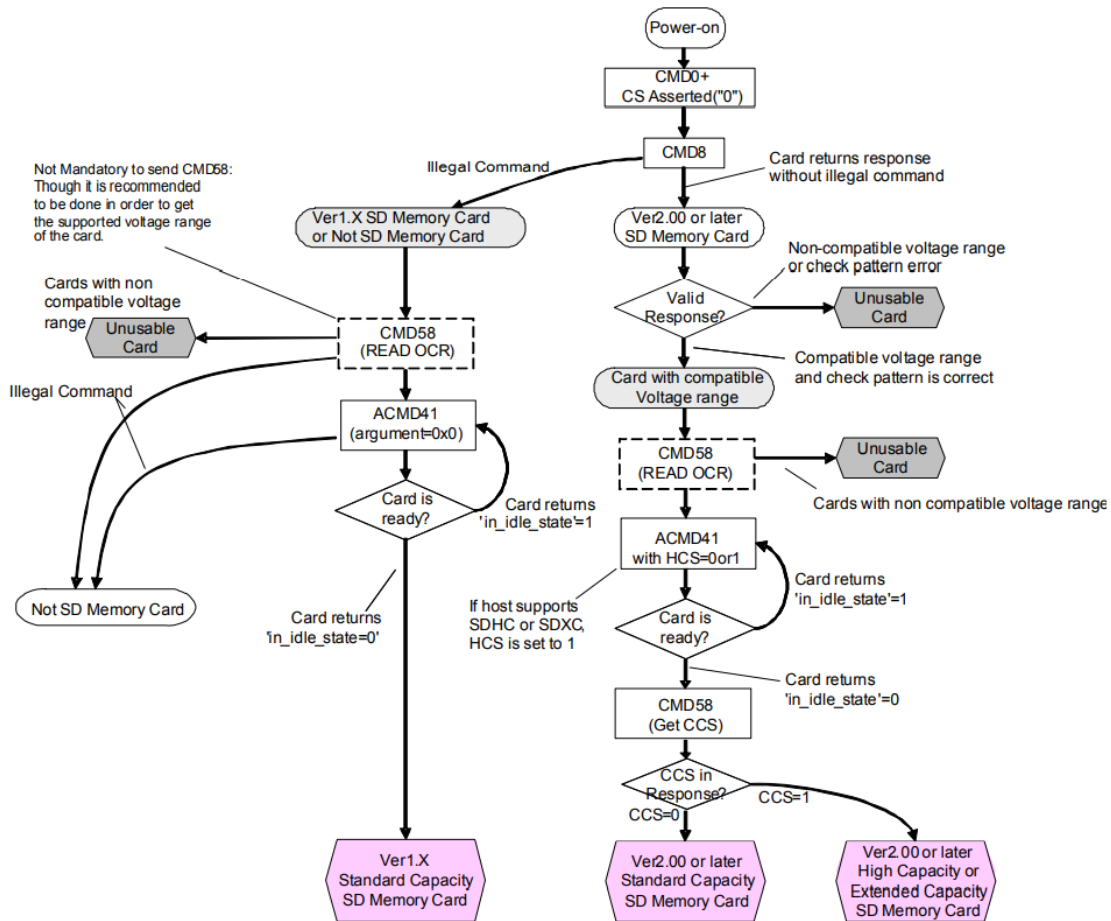 Power-on
CMD0+
CS Asserted("0")
CMD8
Illegal Command
Card returns response
without illegal command
Not Mandatory to send CMD58:
Though it is recommended
to be done in order to get
the supported voltage range
of the card.
Ver1.X SD Memory Card
or Not SD Memory Card
Ver2.00 or later
SD Memory Card
Non-compatible voltage range
or check pattern error
Cards with non
compatible voltage
range
Unusable
Card
CMD58
(READ OCR)
Valid
Response?
Unusable
Card
Compatible voltage range
and check pattern is correct
Card with compatible
Voltage range
Illegal Command
ACMD41
(argument=0x0)
CMD58
(READ OCR)
Unusable
Card
Cards with non compatible voltage range
Card is
ready?
Card returns
'in_idle_state'=1
ACMD41
with HCS=0or1
Card returns
'in_idle_state'=1
Not SD Memory Card
Card returns
'in_idle_state=0'
If host supports
SDHC or SDXC,
HCS is set to 1
Card is
ready?
Card returns
'in_idle_state'=0
CMD58
(Get CCS)
CCS in
Response?
CCS=0
CCS=1
Ver1.X
Standard Capacity
SD Memory Card
Ver2.00 or later
Standard Capacity
SD Memory Card
Ver2.00 or later
High Capacity or
Extended Capacity
SD Memory Card